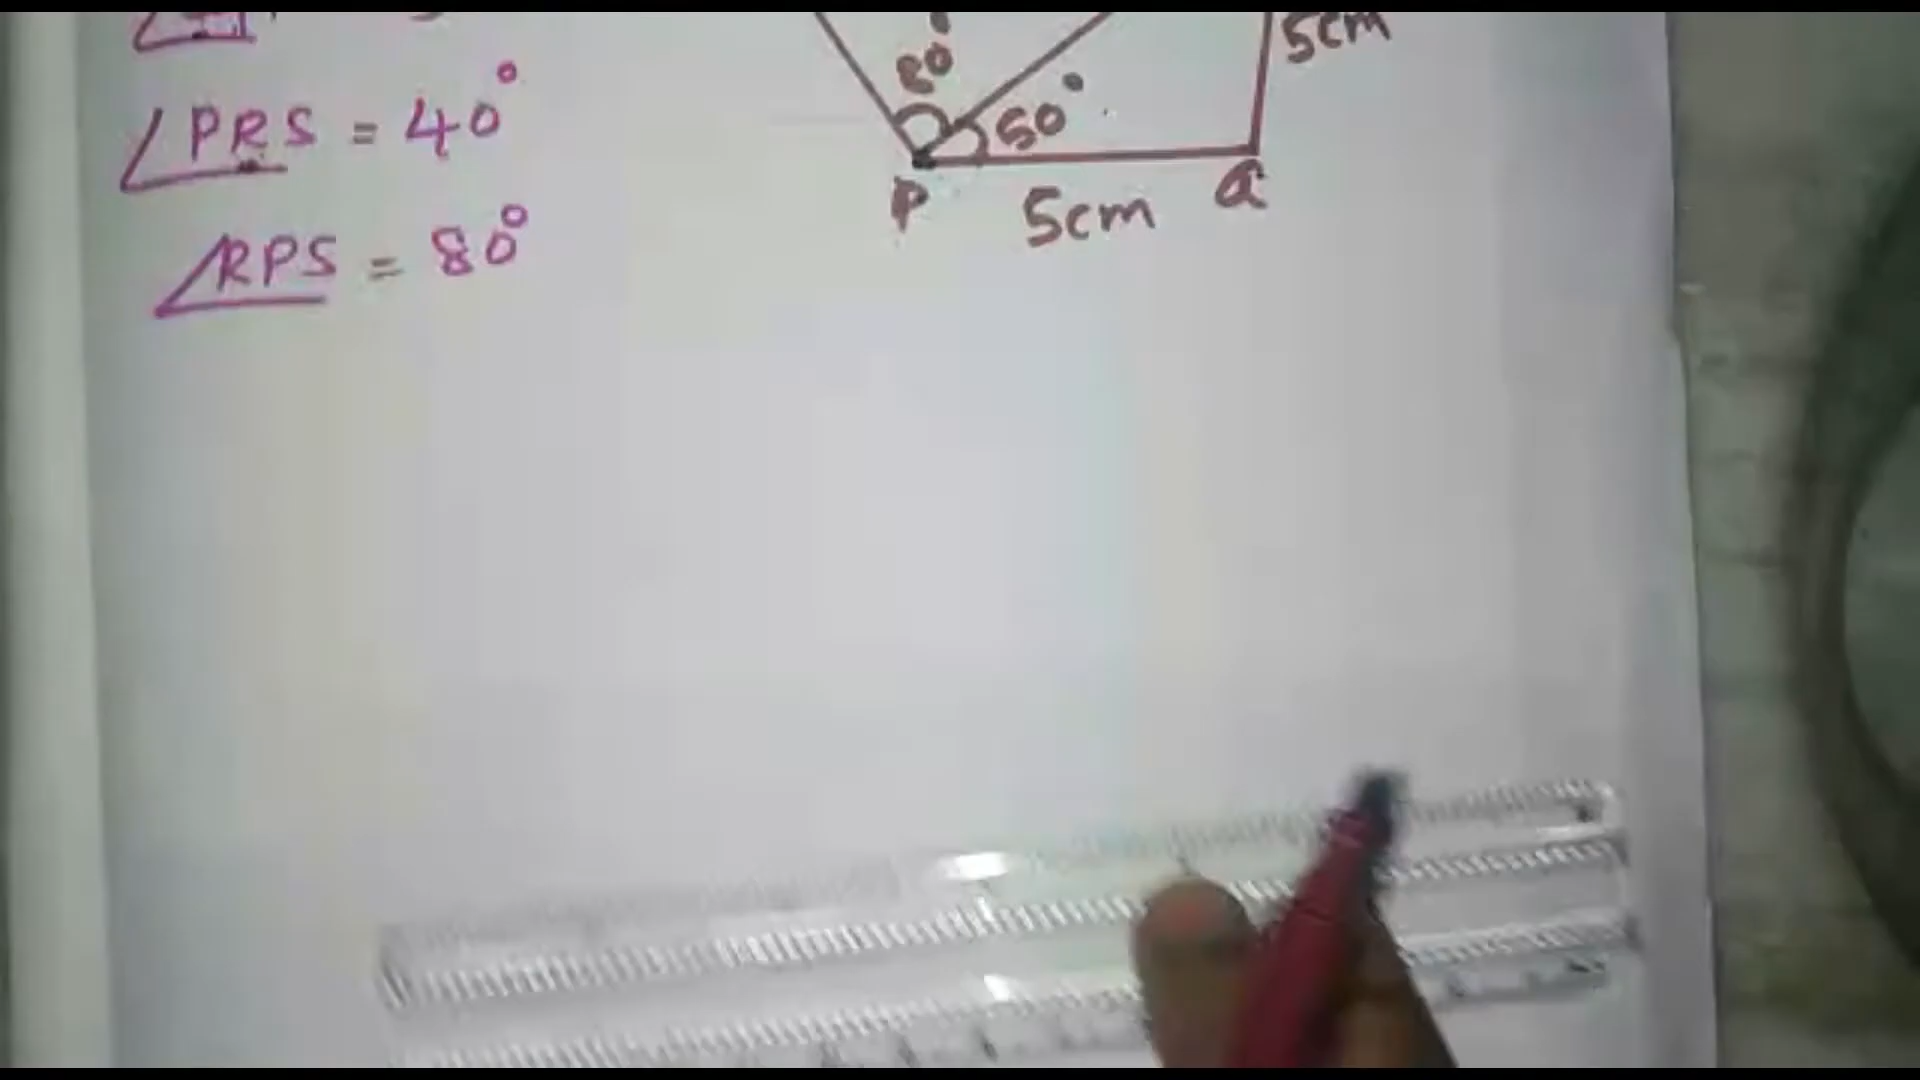 5cm
80°
∠PRS = 40°
50°
P
Q
5cm
∠RPS = 80°